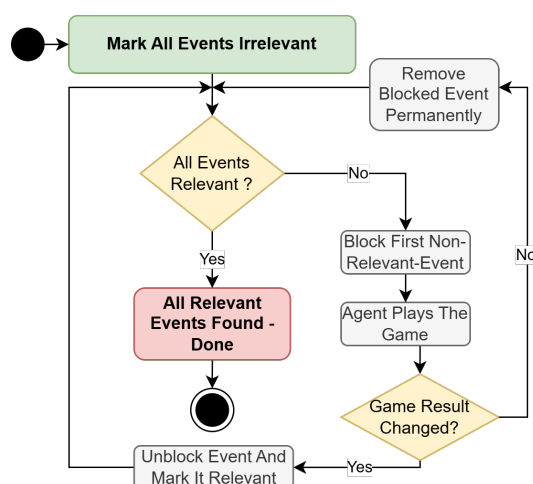 Mark All Events Irrelevant
Remove
Blocked Event
Permanently
All Events
Relevant ?
No
Block First Non-
Relevant-Event
Yes
No
All Relevant
Events Found -
Done
Agent Plays The
Game
Game Result
Changed?
Unblock Event And
Mark It Relevant
Yes